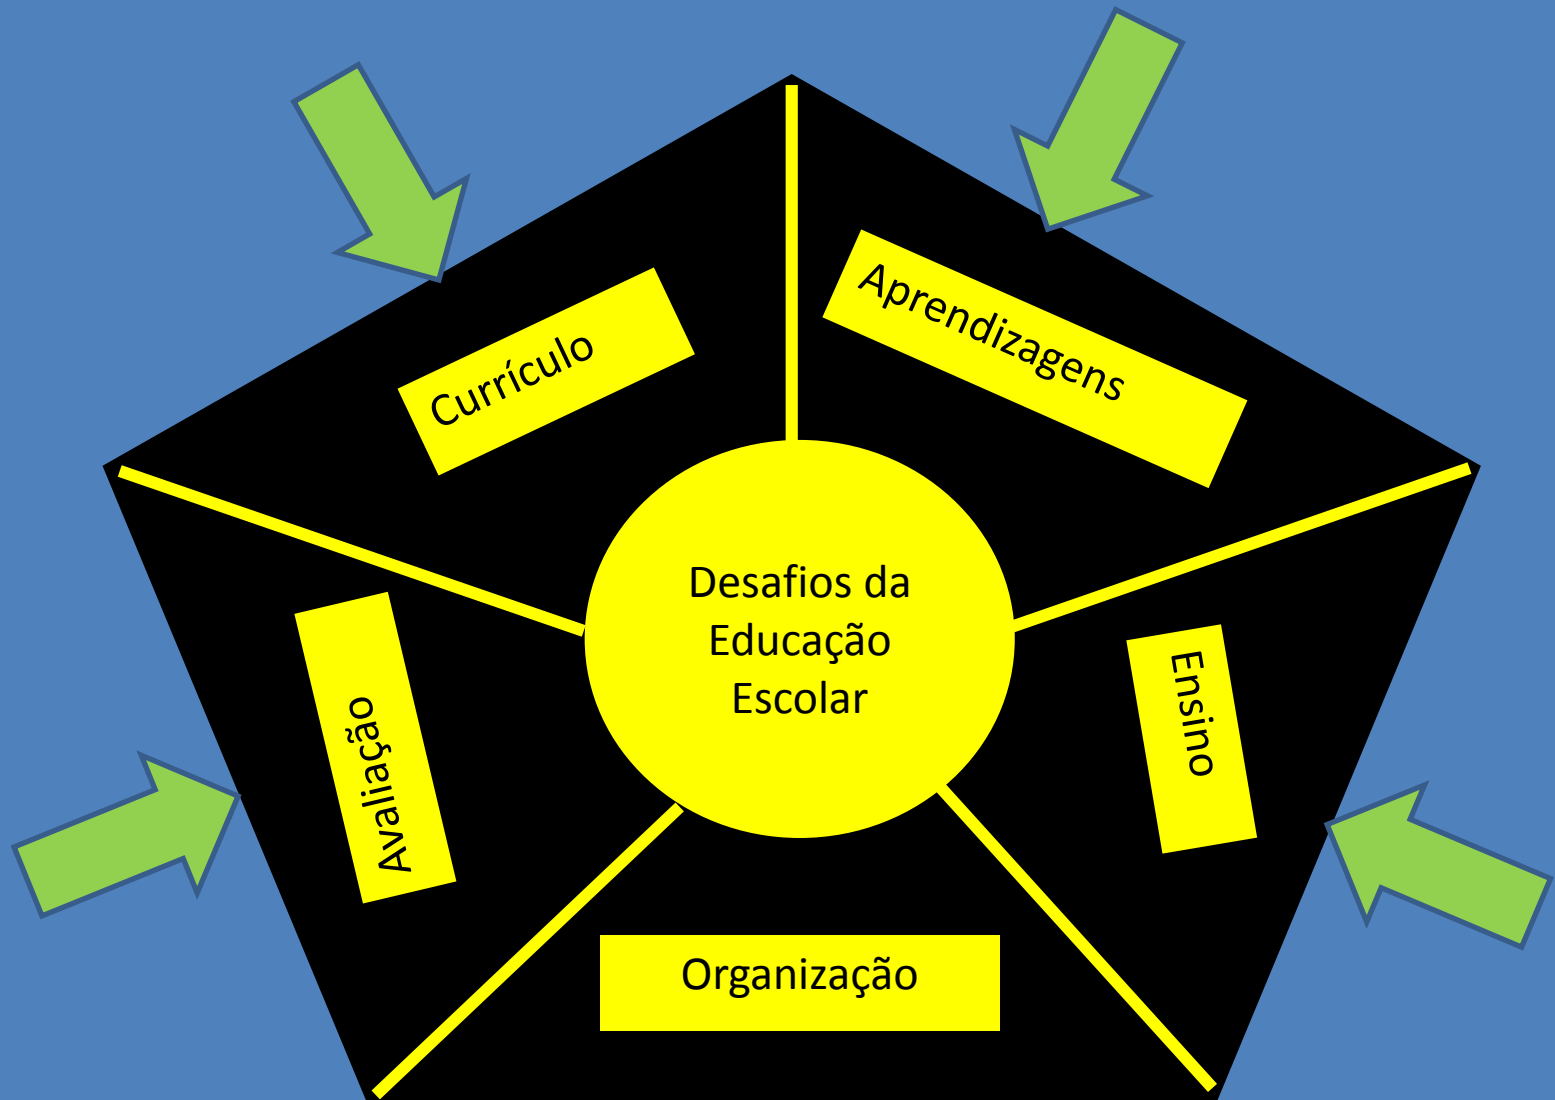 Currículo
Aprendizagens
Desafios da
Educação
Escolar
Avaliação
Ensino
Organização